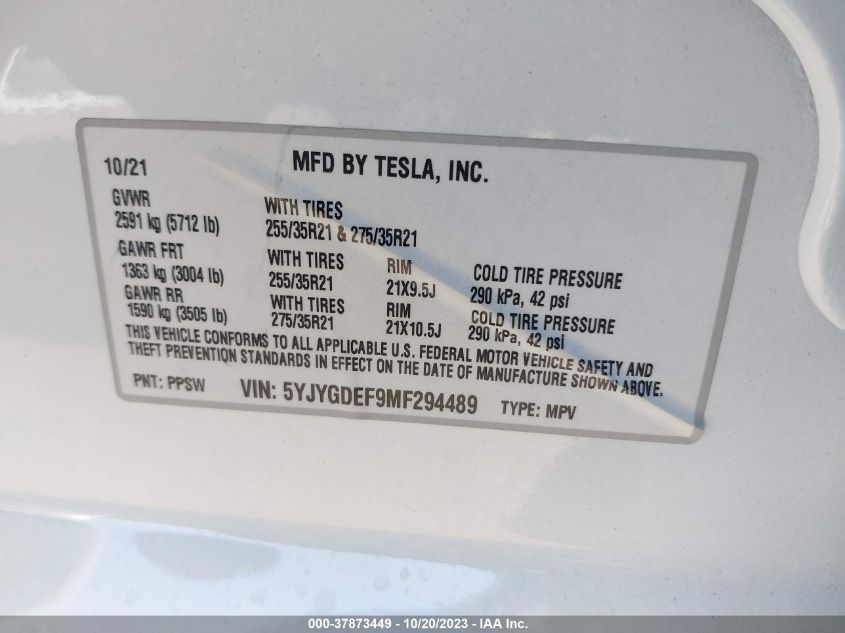 10/21 MFD BY TESLA, INC.
GVWR
2591 kg (5712 lb)
WITH TIRES
255/35R21 & 275/35R21
GAWR FRT
1363 kg (3004 lb)
WITH TIRES
255/35R21
RIM
21X9.5J
COLD TIRE PRESSURE
290 kPa, 42 psi
GAWR RR
1590 kg (3505 lb)
WITH TIRES
275/35R21
RIM
21X10.5J
COLD TIRE PRESSURE
290 kPa, 42 psi
THIS VEHICLE CONFORMS TO ALL APPLICABLE U.S. FEDERAL MOTOR VEHICLE SAFETY AND
THEFT PREVENTION STANDARDS IN EFFECT ON THE DATE OF MANUFACTURE SHOWN ABOVE.
PNT: PPSW VIN: 5YJYGDEF9MF294489 TYPE: MPV
000-37873449 - 10/20/2023 - IAA Inc.